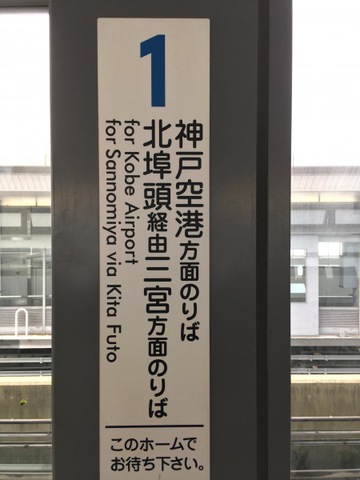 1
神戸空港方面のりば
北埠頭経由三宮方面のりば
for Kobe Airport
for Sannomiya via Kita Futo
このホームで
お待ち下さい。